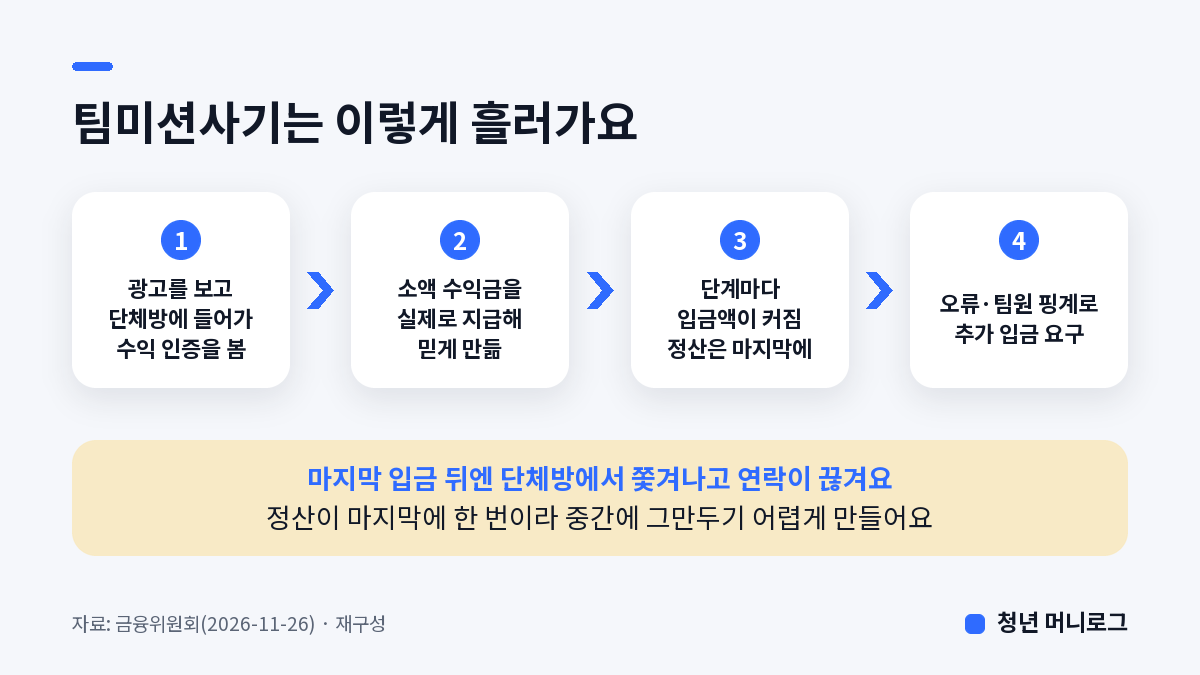 팀미션사기는 이렇게 흘러가요
1
광고를 보고
단체방에 들어가
수익 인증을 봄
2
소액 수익금을
실제로 지급해
믿게 만듦
3
단계마다
입금액이 커짐
정산은 마지막에
4
오류·팀원 핑계로
추가 입금 요구
마지막 입금 뒤엔 단체방에서 쫓겨나고 연락이 끊겨요
정산이 마지막에 한 번이라 중간에 그만두기 어렵게 만들어요
자료: 금융위원회(2026-11-26) · 재구성
청년 머니로그